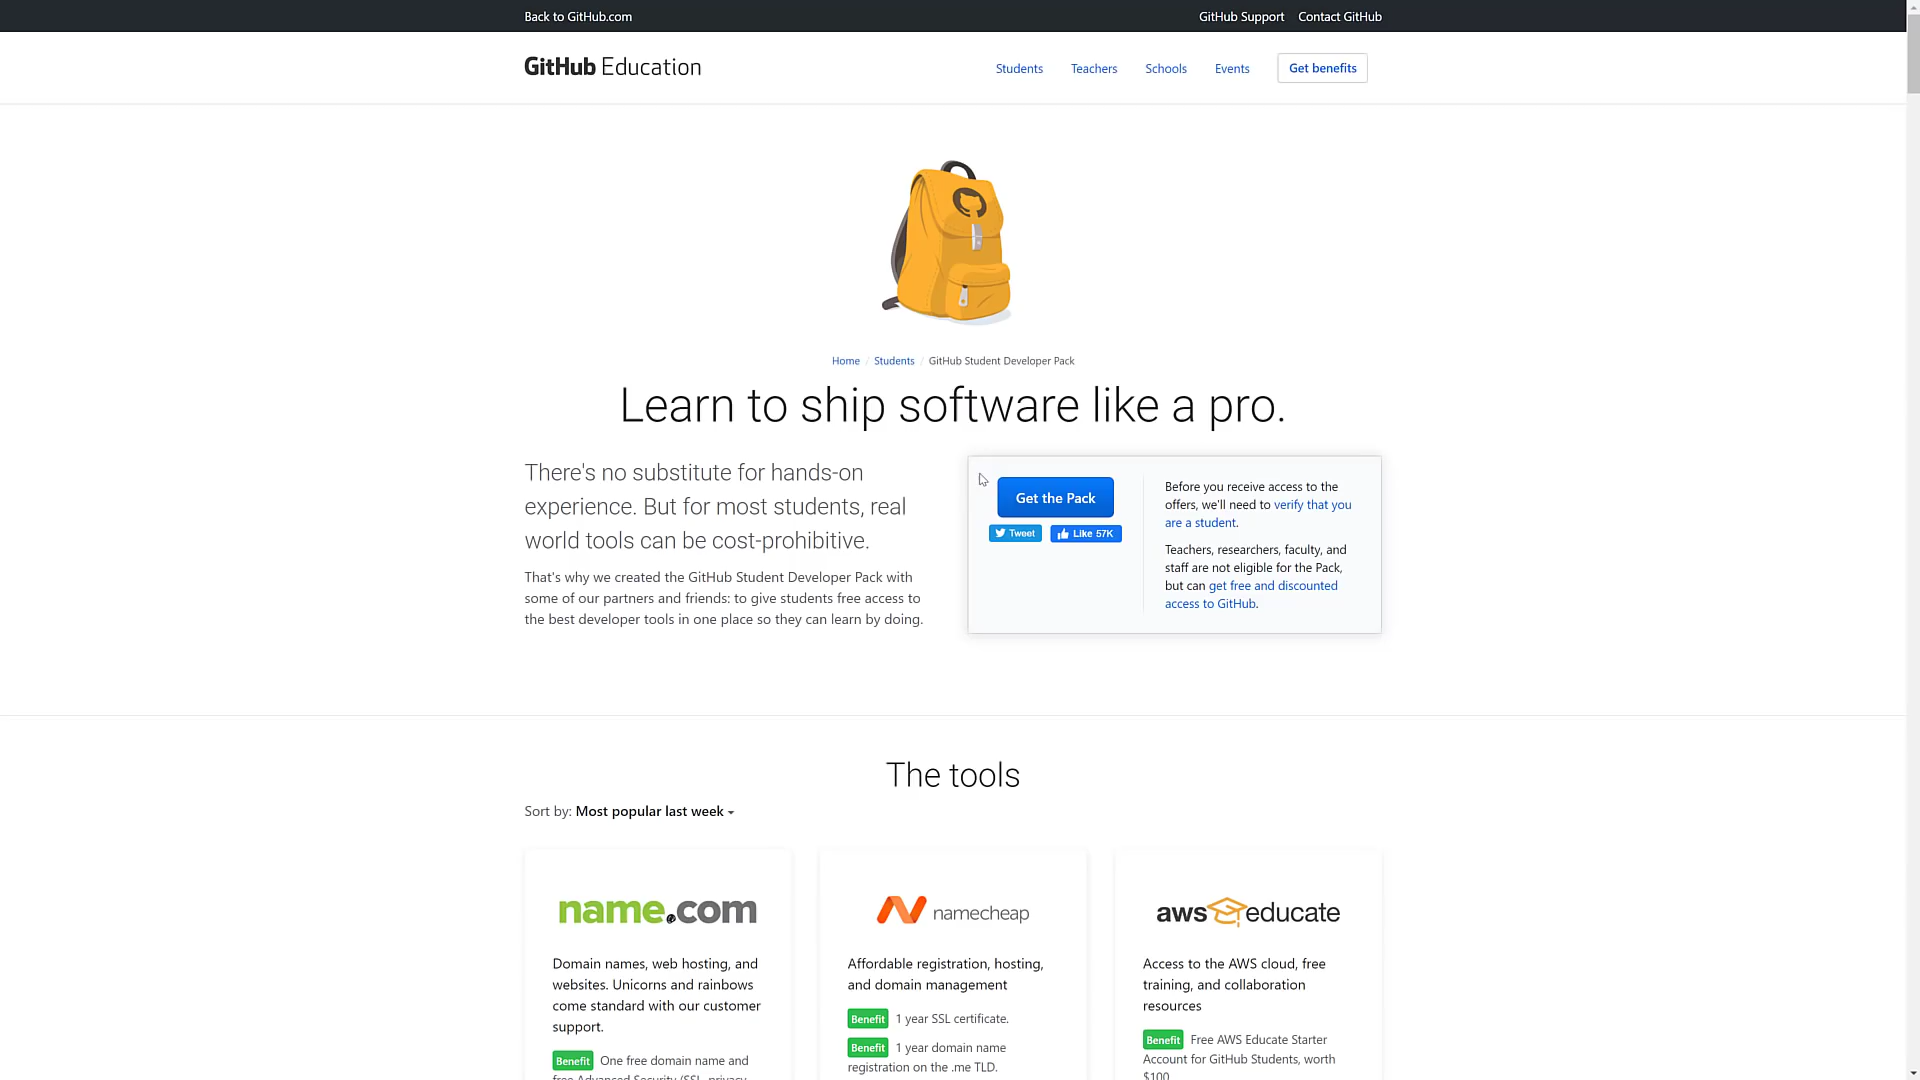 Back to GitHub.com
GitHub Support Contact GitHub
GitHub Education
Students Teachers Schools Events Get benefits
Home / Students / GitHub Student Developer Pack
Learn to ship software like a pro.
There's no substitute for hands-on
experience. But for most students, real
world tools can be cost-prohibitive.
That's why we created the GitHub Student Developer Pack with
some of our partners and friends: to give students free access to
the best developer tools in one place so they can learn by doing.
Get the Pack
Tweet Like 57K
Before you receive access to the
offers, we'll need to verify that you
are a student.
Teachers, researchers, faculty, and
staff are not eligible for the Pack,
but can get free and discounted
access to GitHub.
The tools
Sort by: Most popular last week
name.com
Domain names, web hosting, and
websites. Unicorns and rainbows
come standard with our customer
support.
Benefit One free domain name and
free Advanced Security (SSL, privacy
namecheap
Affordable registration, hosting,
and domain management
Benefit 1 year SSL certificate.
Benefit 1 year domain name
registration on the .me TLD.
aws educate
Access to the AWS cloud, free
training, and collaboration
resources
Benefit Free AWS Educate Starter
Account for GitHub Students, worth
$100